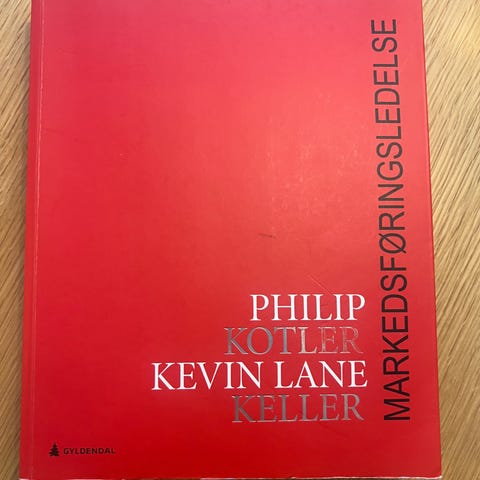 MARKEDSFØRINGSLEDELSE
PHILIP
KOTLER
KEVIN LANE
KELLER
GYLDENDAL